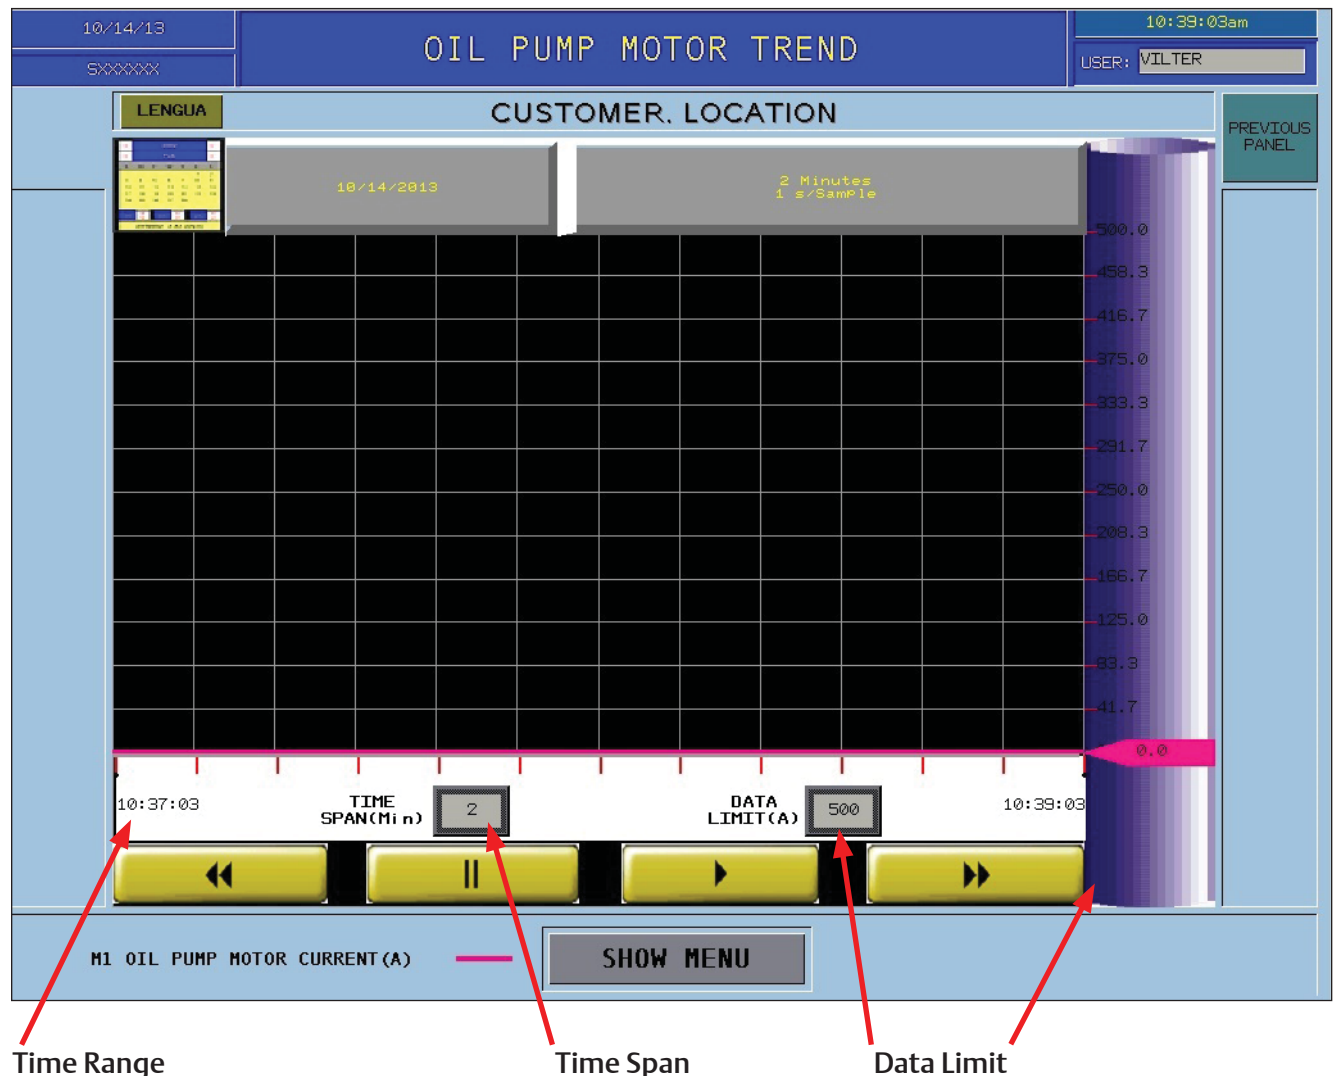 10/14/13
SXXXXXX
OIL PUMP MOTOR TREND
10:39:03am
USER: VILTER
LENGUA
CUSTOMER, LOCATION
PREVIOUS
PANEL
10/14/2013
2 Minutes
1 s/Sample
500.0
458.3
416.7
375.0
333.3
291.7
250.0
208.3
166.7
125.0
83.3
41.7
0.0
10:37:03
TIME
SPAN(Min)
2
DATA
LIMIT(A)
500
10:39:03
M1 OIL PUMP MOTOR CURRENT(A)
SHOW MENU
Time Range
Time Span
Data Limit